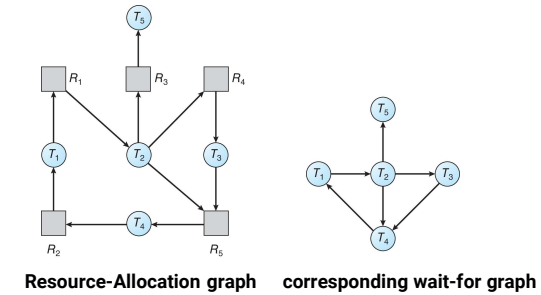 T5
R1
R3
R4
T5
T1
T2
T3
T1
T2
T3
T4
T4
R2
R5
Resource-Allocation graph corresponding wait-for graph